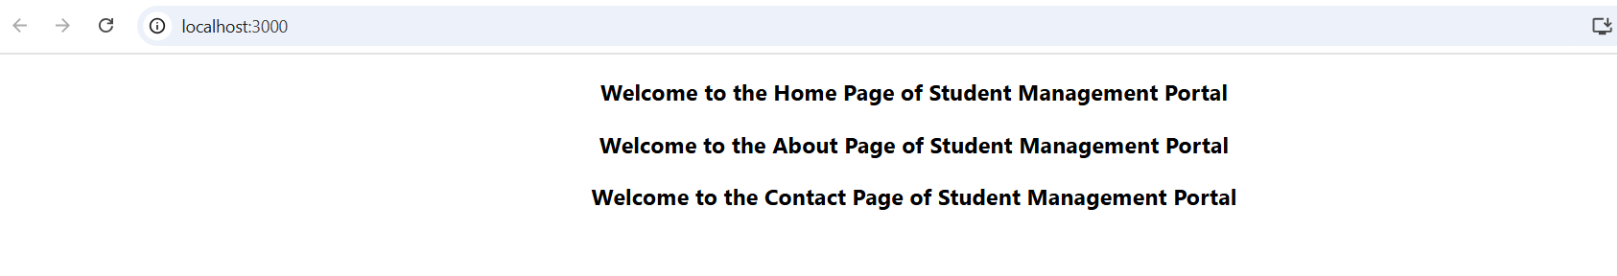 localhost:3000
Welcome to the Home Page of Student Management Portal
Welcome to the About Page of Student Management Portal
Welcome to the Contact Page of Student Management Portal